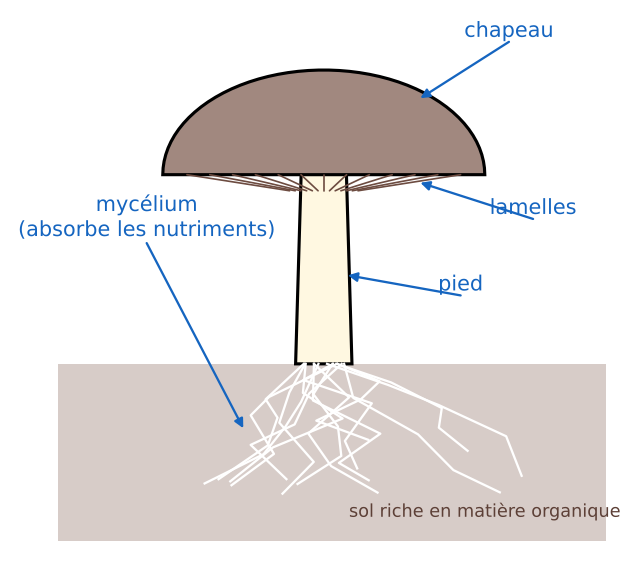 chapeau
mycélium
(absorbe les nutriments)
lamelles
pied
sol riche en matière organique